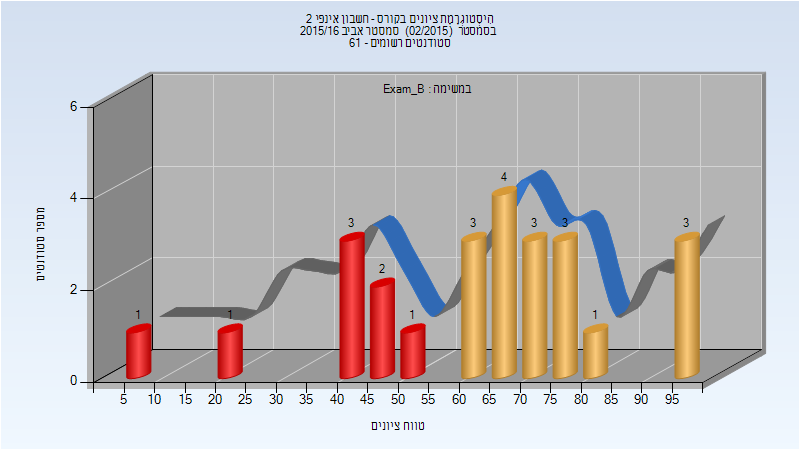 היסטוגרמת ציונים בקורס - חשבון אינפי 2
בסמסטר (02/2015) סמסטר אביב 2015/16
סטודנטים רשומים - 61
במשימה : Exam_B
מספר סטודנטים
6
4
2
0
1
1
3
2
1
3
4
3
3
1
3
5 10 15 20 25 30 35 40 45 50 55 60 65 70 75 80 85 90 95
טווח ציונים